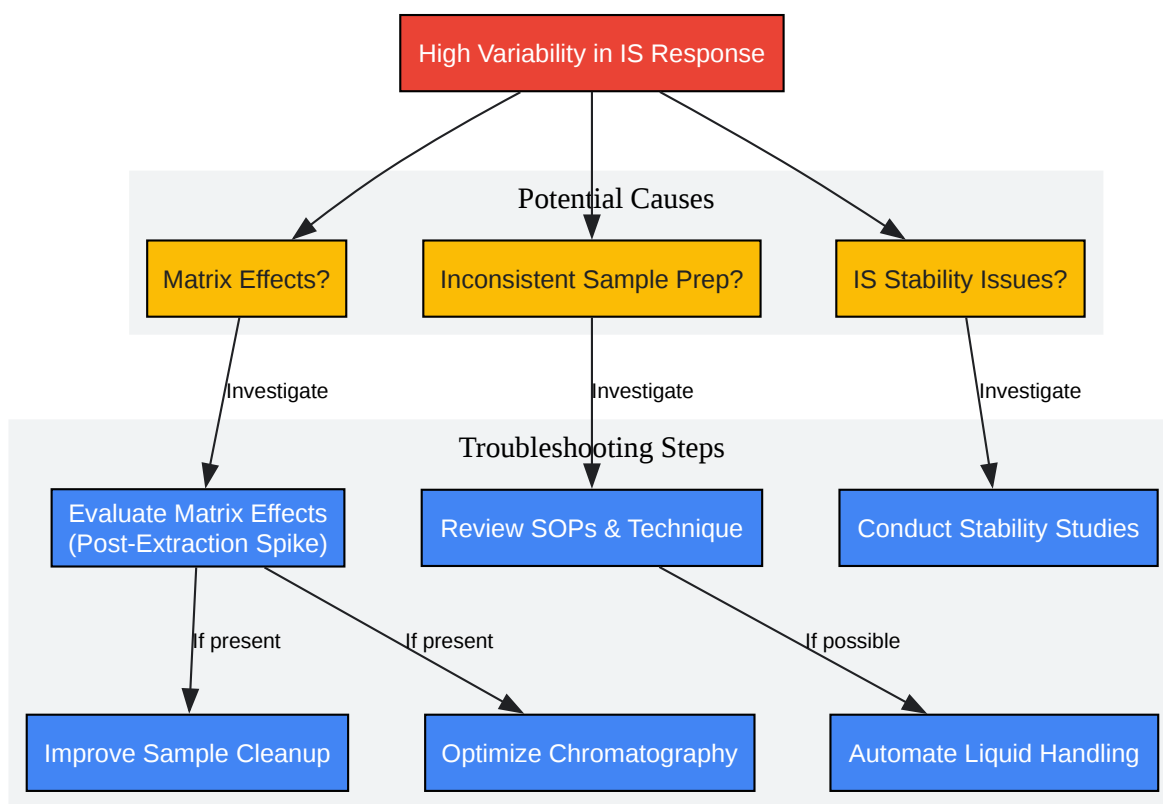 High Variability in IS Response
Potential Causes
Matrix Effects?
Inconsistent Sample Prep?
IS Stability Issues?
Investigate
Investigate
Investigate
Troubleshooting Steps
Evaluate Matrix Effects
(Post-Extraction Spike)
Review SOPs & Technique
Conduct Stability Studies
If present
If present
If possible
Improve Sample Cleanup
Optimize Chromatography
Automate Liquid Handling